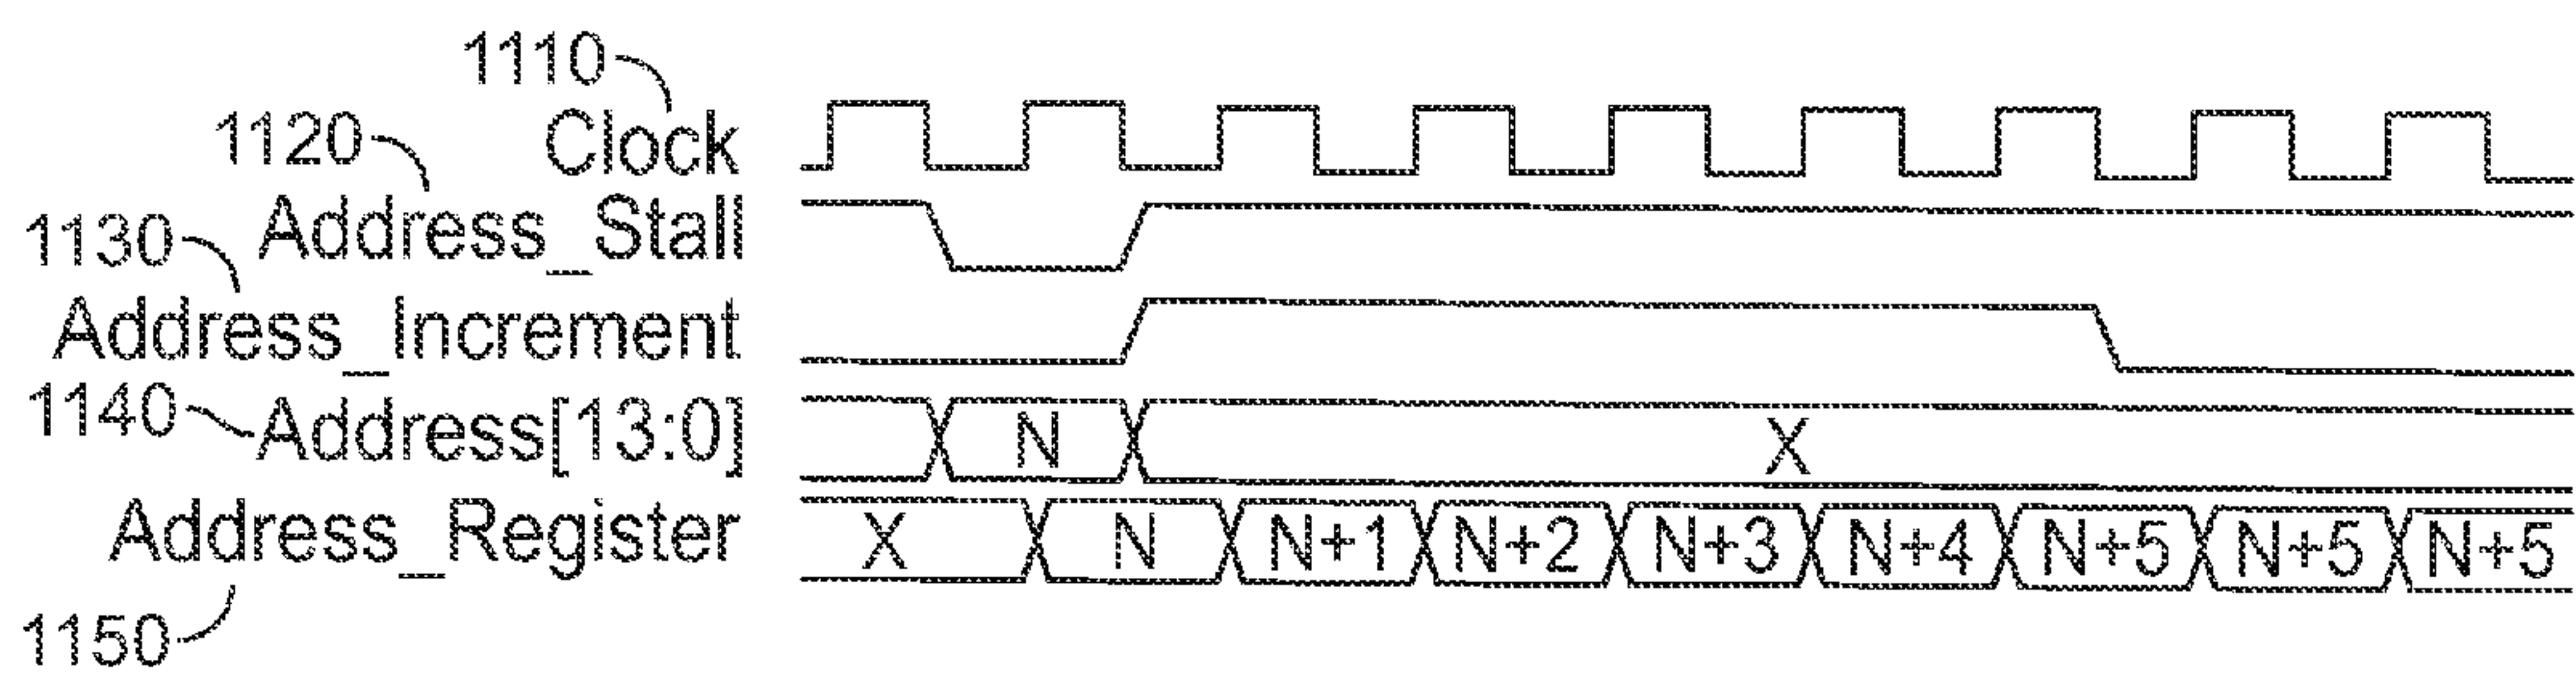 1110
Clock
1120
Address_Stall
1130
Address_Increment
1140
Address[13:0] N X
1150
Address_Register X N N+1 N+2 N+3 N+4 N+5 N+5 N+5